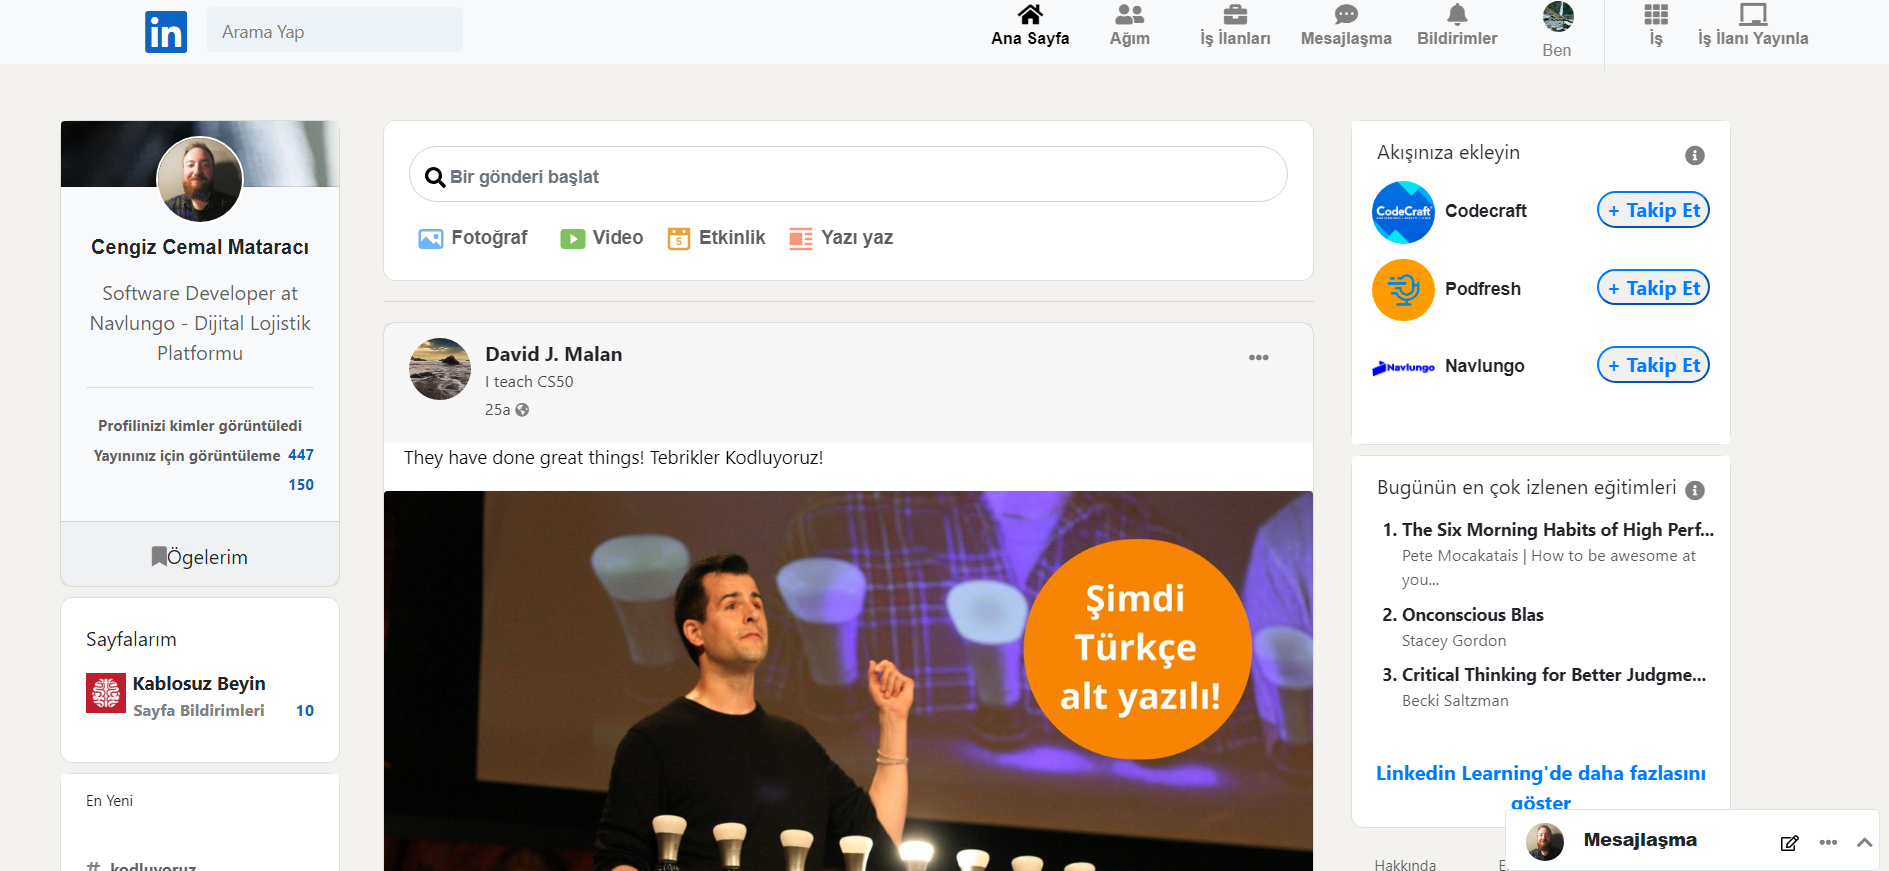 in
Arama Yap
Ana Sayfa
Ağım
İş İlanları
Mesajlaşma
Bildirimler
Ben
İş
İş İlanı Yayınla
Cengiz Cemal Mataracı
Software Developer at
Navlungo - Dijital Lojistik
Platformu
Profilinizi kimler görüntüledi
Yayınınız için görüntüleme 447
150
Ögelerim
Sayfalarım
Kablosuz Beyin
Sayfa Bildirimleri 10
En Yeni
# kodluyoruz
Bir gönderi başlat
Fotoğraf
Video
5
Etkinlik
Yazı yaz
David J. Malan
I teach CS50
25a
They have done great things! Tebrikler Kodluyoruz!
Şimdi
Türkçe
alt yazılı!
Akışınıza ekleyin
CodeCraft
Codecraft
+ Takip Et
Podfresh
+ Takip Et
Navlungo
Navlungo
+ Takip Et
Bugünün en çok izlenen eğitimleri
1. The Six Morning Habits of High Perf...
Pete Mocakatais | How to be awesome at
you...
2. Onconscious Blas
Stacey Gordon
3. Critical Thinking for Better Judgme...
Becki Saltzman
Linkedin Learning'de daha fazlasını
göster
Hakkında
Mesajlaşma